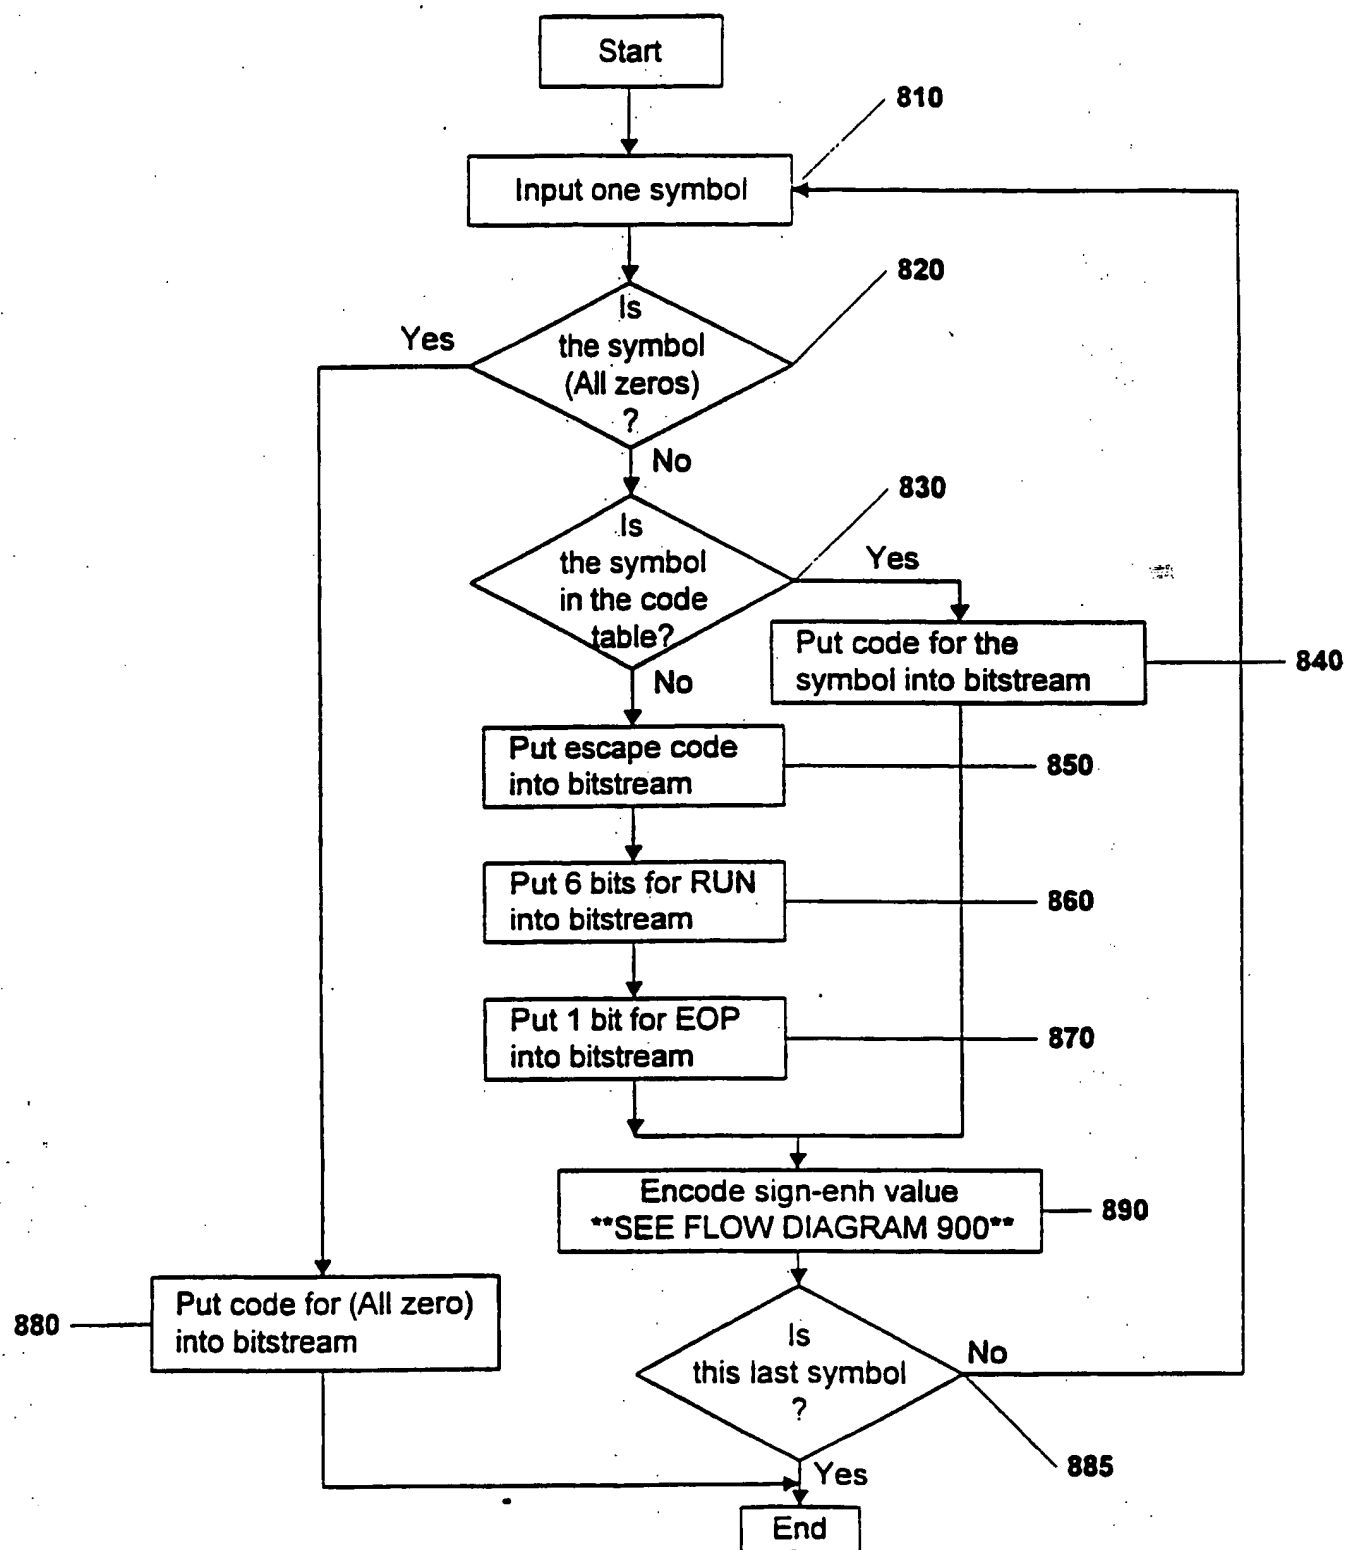 Start
810
Input one symbol
820
Yes
Is
the symbol
(All zeros)
?
No
830
Is
the symbol
in the code
table?
Yes
Put code for the
symbol into bitstream
840
No
Put escape code
into bitstream
850
Put 6 bits for RUN
into bitstream
860
Put 1 bit for EOP
into bitstream
870
Encode sign-enh value
**SEE FLOW DIAGRAM 900**
890
880
Put code for (All zero)
into bitstream
Is
this last symbol
?
No
885
Yes
End